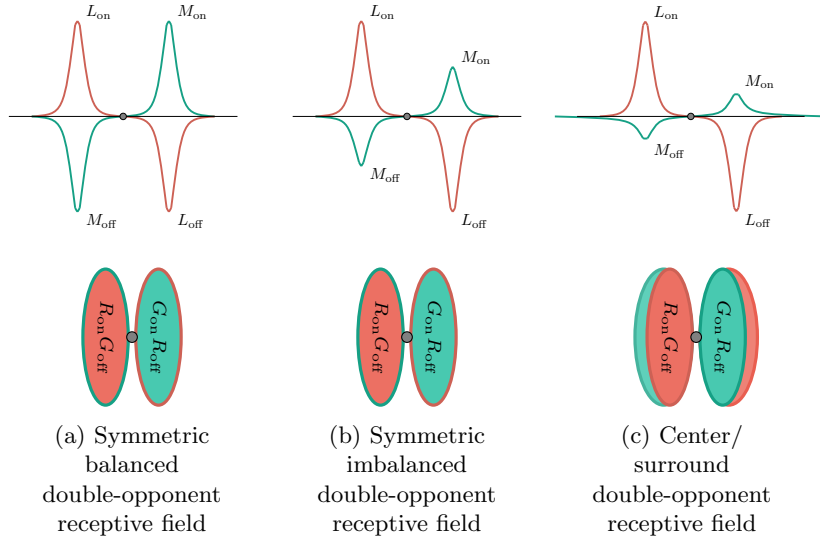 L_on M_on
M_off L_off
L_on M_on
M_off L_off
L_on M_on
M_off L_off
R_on G_off
G_on R_off
R_on G_off
G_on R_off
R_on G_off
G_on R_off
(a) Symmetric
balanced
double-opponent
receptive field
(b) Symmetric
imbalanced
double-opponent
receptive field
(c) Center/
surround
double-opponent
receptive field